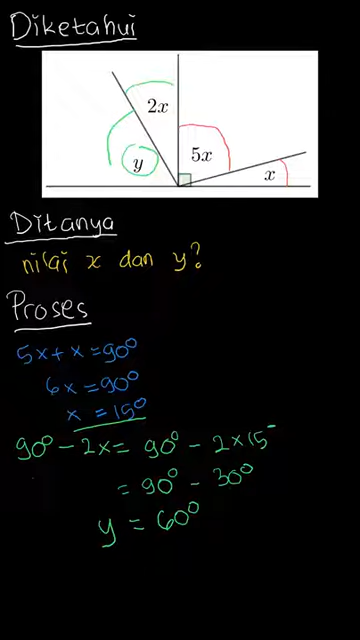 Diketahui
2x
y
5x
x
Ditanya
nilai x dan y?
Proses
5x + x = 90°
6x = 90°
x = 15°
90° - 2x = 90° - 2 x 15
= 90° - 30°
y = 60°